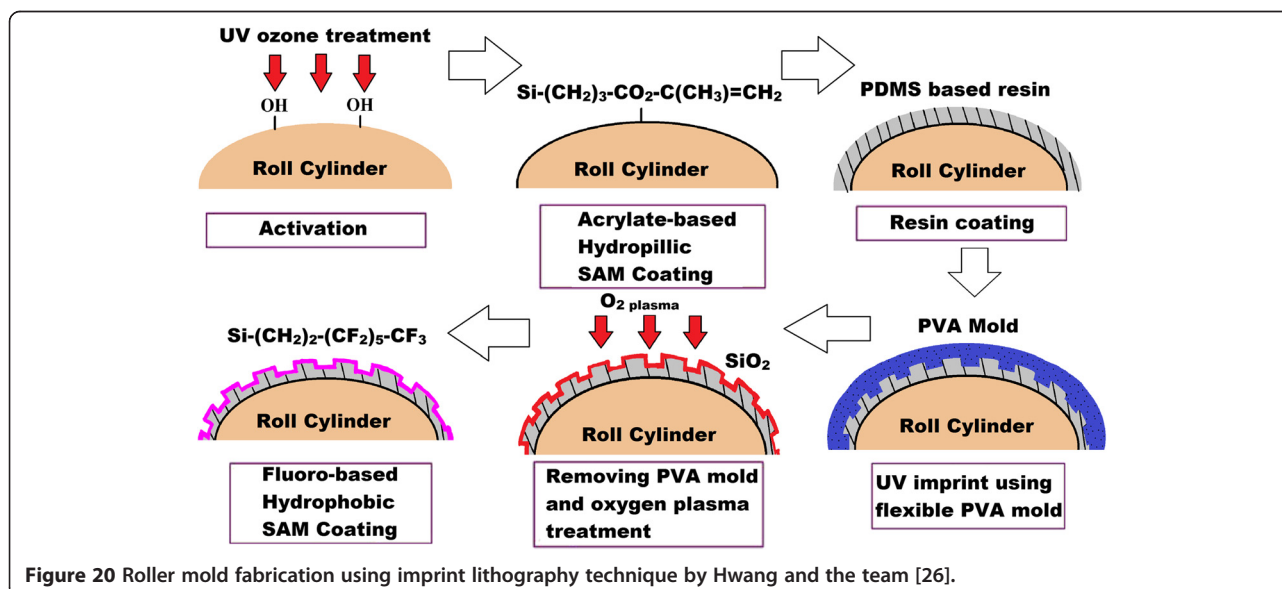 UV ozone treatment
OH OH
Roll Cylinder
Activation
Si-(CH2)3-CO2-C(CH3)=CH2
Roll Cylinder
Acrylate-based
Hydropillic
SAM Coating
PDMS based resin
Roll Cylinder
Resin coating
PVA Mold
Roll Cylinder
UV imprint using
flexible PVA mold
O2 plasma
SiO2
Roll Cylinder
Removing PVA mold
and oxygen plasma
treatment
Si-(CH2)2-(CF2)5-CF3
Roll Cylinder
Fluoro-based
Hydrophobic
SAM Coating
Figure 20 Roller mold fabrication using imprint lithography technique by Hwang and the team [26].